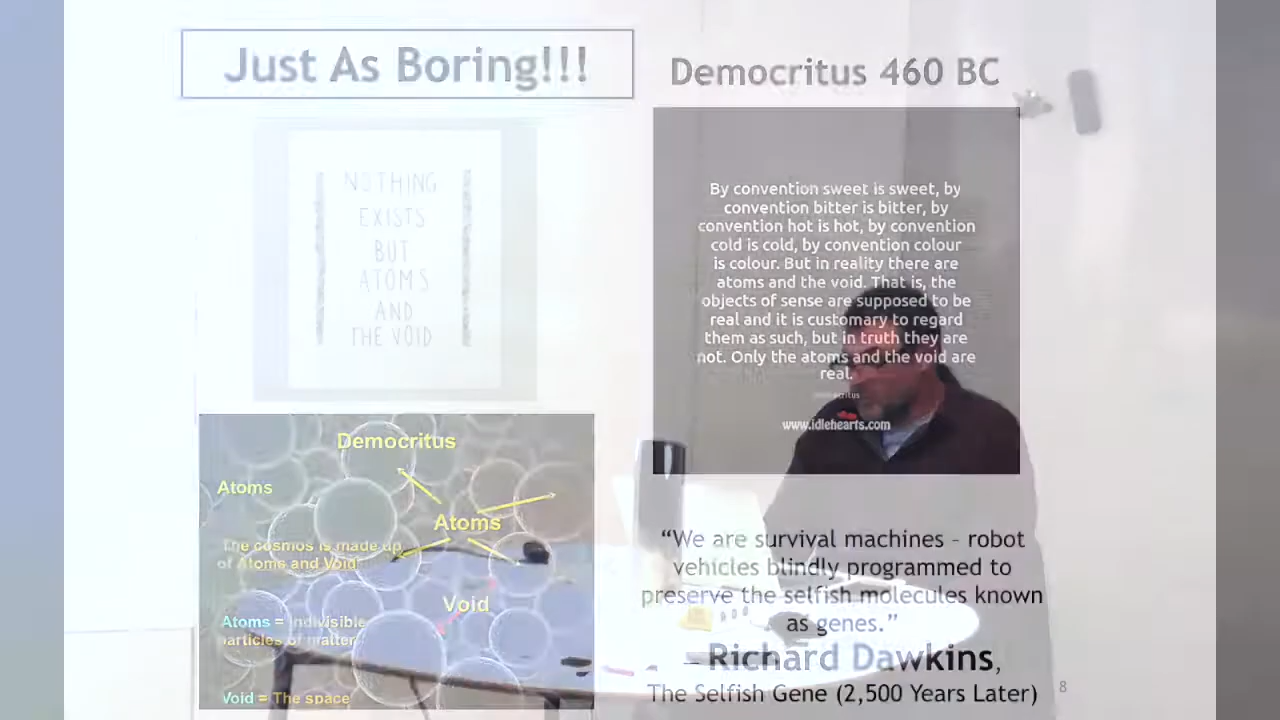 Just As Boring!!!
Democritus 460 BC
NOTHING
EXISTS
BUT
ATOMS
AND
THE VOID
By convention sweet is sweet, by
convention bitter is bitter, by
convention hot is hot, by convention
cold is cold, by convention colour
is colour. But in reality there are
atoms and the void. That is, the
objects of sense are supposed to be
real and it is customary to regard
them as such, but in truth they are
not. Only the atoms and the void are
real.
www.idlehearts.com
Democritus
Atoms
Atoms
The cosmos is made up
of Atoms and Void
Void
Atoms = Indivisible
particles of matter
Void = The space
“We are survival machines – robot
vehicles blindly programmed to
preserve the selfish molecules known
as genes.”
– Richard Dawkins,
The Selfish Gene (2,500 Years Later)
8